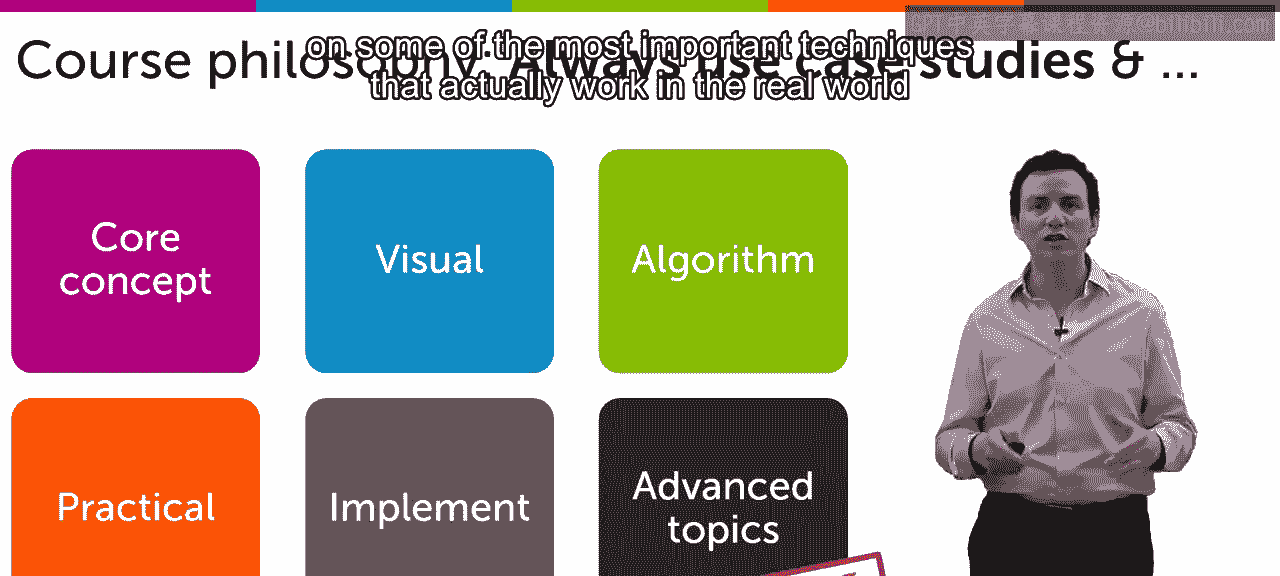 Course philosophy: Always use case studies & ...
on some of the most important techniques
that actually work in the real world
Core
concept
Visual
Algorithm
Practical
Implement
Advanced
topics